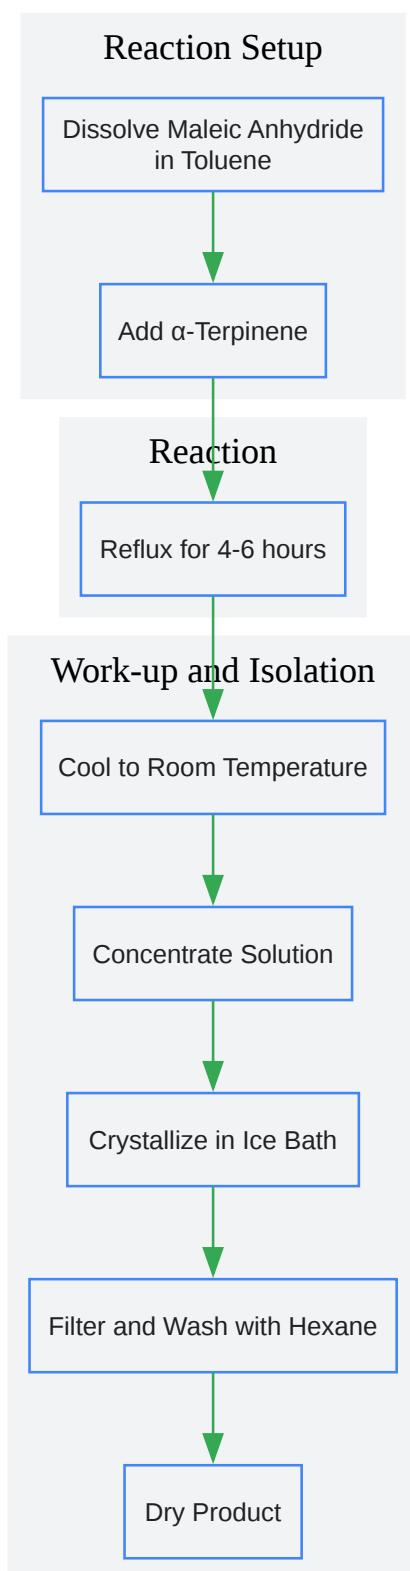 Reaction Setup
Dissolve Maleic Anhydride
in Toluene
Add α-Terpinene
Reaction
Reflux for 4-6 hours
Work-up and Isolation
Cool to Room Temperature
Concentrate Solution
Crystallize in Ice Bath
Filter and Wash with Hexane
Dry Product